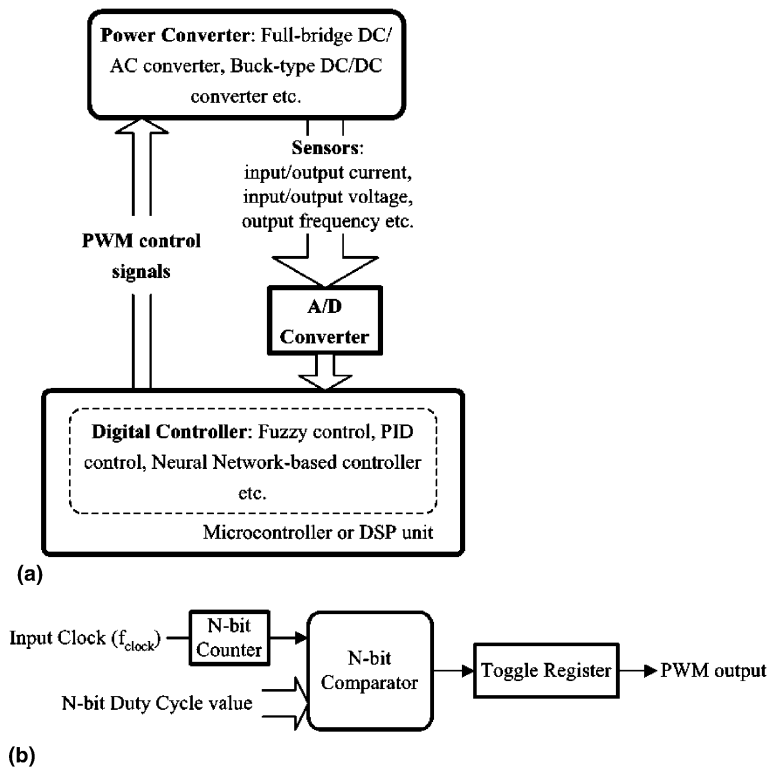 Power Converter: Full-bridge DC/
AC converter, Buck-type DC/DC
converter etc.
Sensors:
input/output current,
input/output voltage,
output frequency etc.
PWM control
signals
A/D
Converter
Digital Controller: Fuzzy control, PID
control, Neural Network-based controller
etc.
Microcontroller or DSP unit
(a)
Input Clock (fclock)
N-bit
Counter
N-bit
Comparator
Toggle Register
PWM output
N-bit Duty Cycle value
(b)